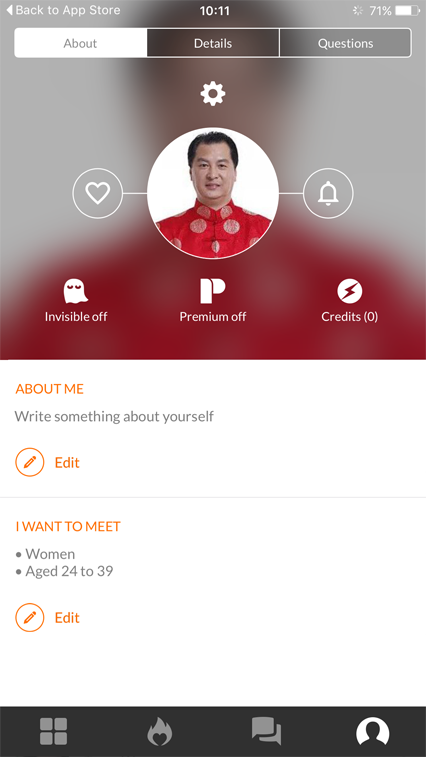 Back to App Store
10:11
71%
About
Details
Questions
Invisible off
Premium off
Credits (0)
ABOUT ME
Write something about yourself
Edit
I WANT TO MEET
• Women
• Aged 24 to 39
Edit